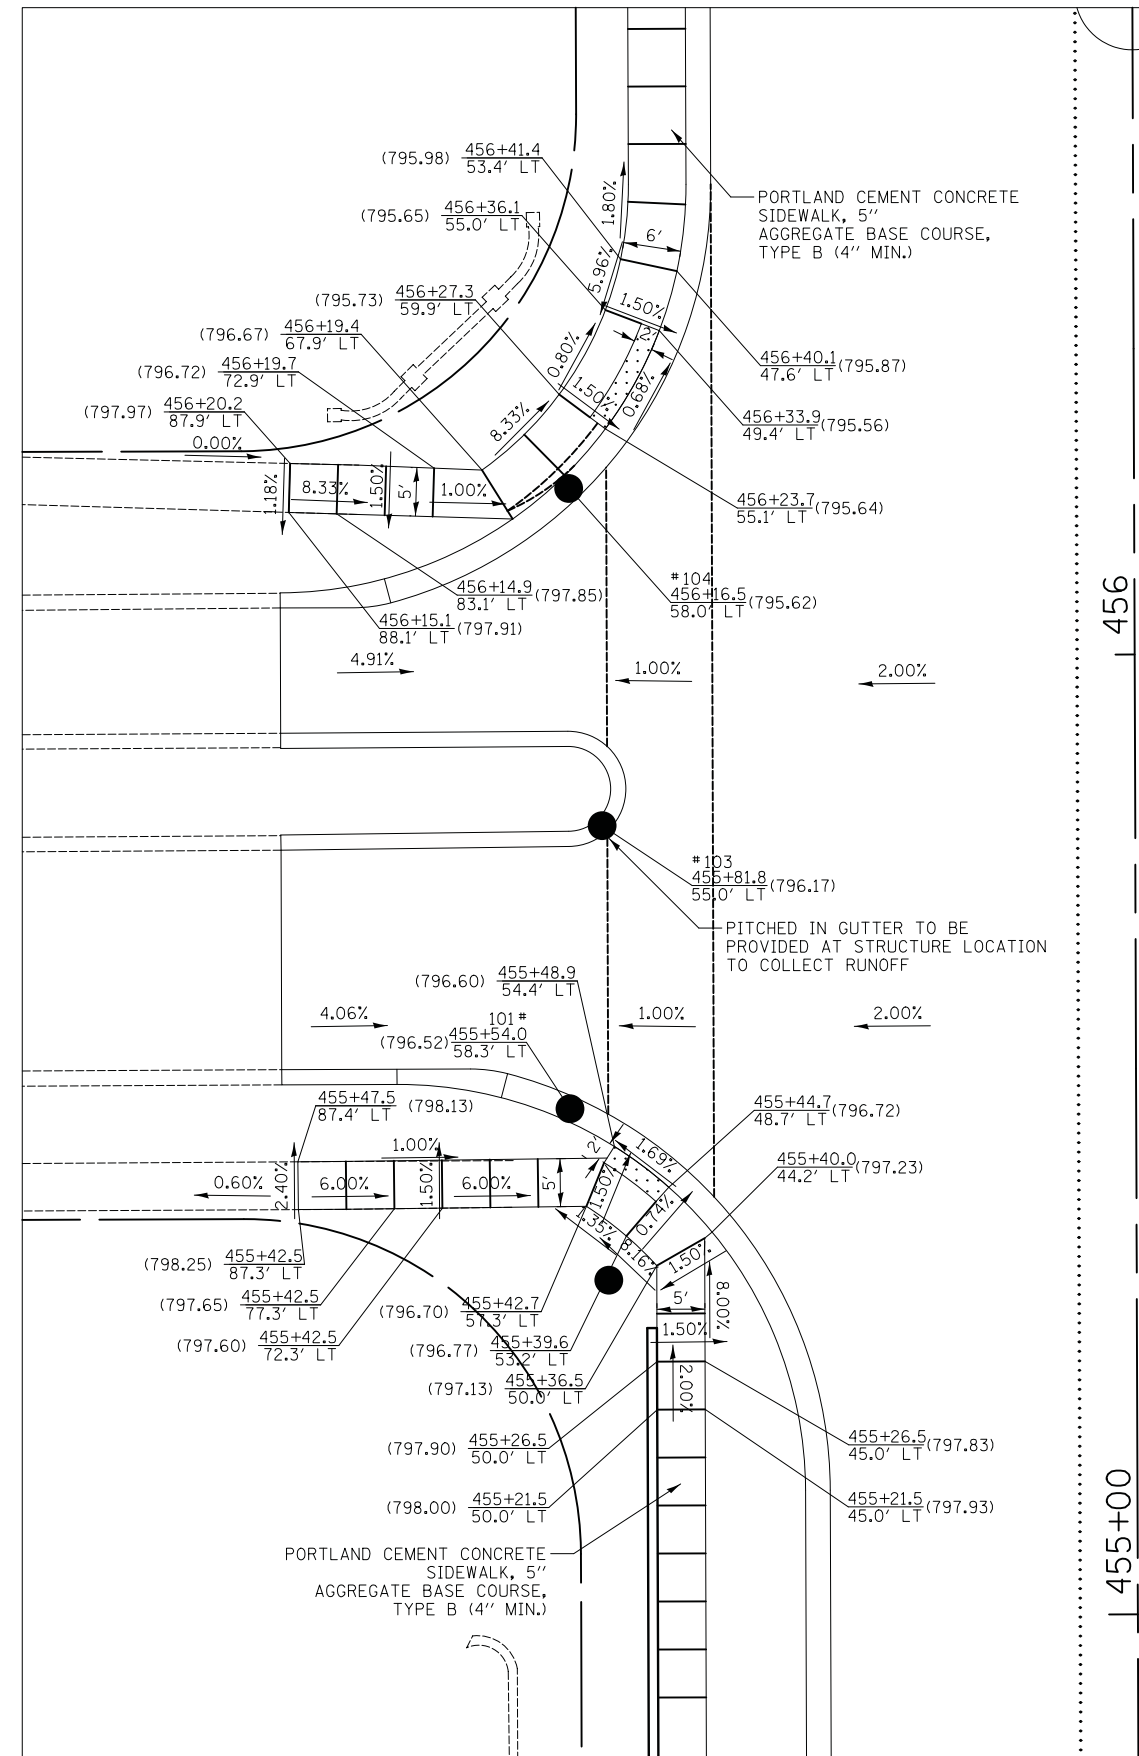 (795.98) 456+41.4
53.4' LT
(795.65) 456+36.1
55.0' LT
(795.73) 456+27.3
59.9' LT
(796.67) 456+19.4
67.9' LT
(796.72) 456+19.7
72.9' LT
(797.97) 456+20.2
87.9' LT
0.00%
1.80%
6'
5.96%
1.50%
2'
0.80%
1.50%
0.68%
8.33%
PORTLAND CEMENT CONCRETE
SIDEWALK, 5''
AGGREGATE BASE COURSE,
TYPE B (4'' MIN.)
456+40.1 (795.87)
47.6' LT
456+33.9 (795.56)
49.4' LT
456+23.7 (795.64)
55.1' LT
1.18%
8.33%
1.50%
5'
1.00%
#104
456+16.5 (795.62)
58.0' LT
456+14.9 (797.85)
83.1' LT
456+15.1 (797.91)
88.1' LT
456
4.91%
1.00%
2.00%
#103
455+81.8 (796.17)
55.0' LT
PITCHED IN GUTTER TO BE
PROVIDED AT STRUCTURE LOCATION
TO COLLECT RUNOFF
(796.60) 455+48.9
54.4' LT
4.06%
1.00%
2.00%
101#
(796.52) 455+54.0
58.3' LT
455+47.5 (798.13)
87.4' LT
455+44.7 (796.72)
48.7' LT
455+40.0 (797.23)
44.2' LT
1.00%
2'
1.69%
0.60%
2.40%
6.00%
1.50%
6.00%
5'
1.50%
0.74%
1.35%
8.16%
1.50%
8.00%
5'
1.50%
2.00%
(798.25) 455+42.5
87.3' LT
(797.65) 455+42.5
77.3' LT
(797.60) 455+42.5
72.3' LT
(796.70) 455+42.7
57.3' LT
(796.77) 455+39.6
53.2' LT
(797.13) 455+36.5
50.0' LT
(797.90) 455+26.5
50.0' LT
(798.00) 455+21.5
50.0' LT
455+26.5 (797.83)
45.0' LT
455+21.5 (797.93)
45.0' LT
455+00
PORTLAND CEMENT CONCRETE
SIDEWALK, 5''
AGGREGATE BASE COURSE,
TYPE B (4'' MIN.)